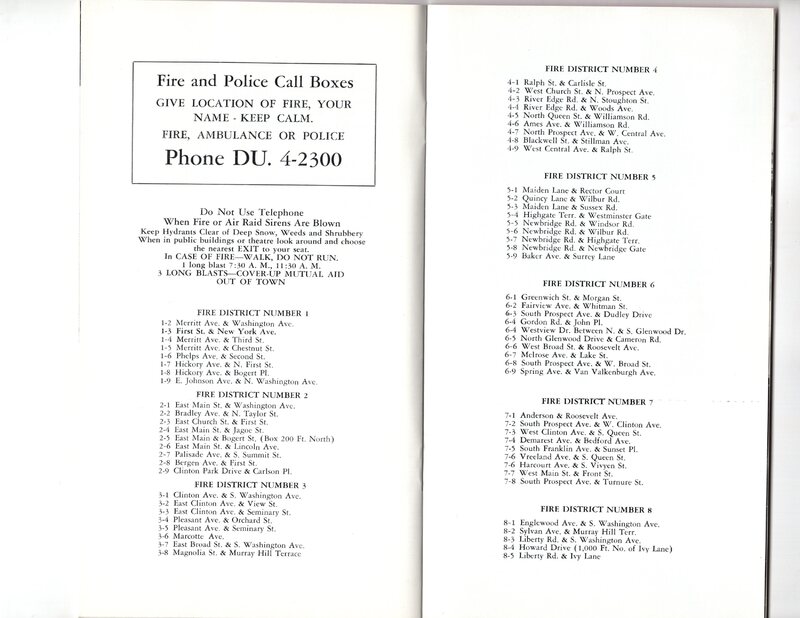 Fire and Police Call Boxes
GIVE LOCATION OF FIRE, YOUR
NAME - KEEP CALM.
FIRE, AMBULANCE OR POLICE
Phone DU. 4-2300
Do Not Use Telephone
When Fire or Air Raid Sirens Are Blown
Keep Hydrants Clear of Deep Snow, Weeds and Shrubbery
When in public buildings or theatre look around and choose
the nearest EXIT to your seat.
In CASE OF FIRE—WALK, DO NOT RUN.
1 long blast 7:30 A. M., 11:30 A. M.
3 LONG BLASTS—COVER-UP MUTUAL AID
OUT OF TOWN
FIRE DISTRICT NUMBER 1
1-2 Merritt Ave. & Washington Ave.
1-3 First St. & New York Ave.
1-4 Merritt Ave. & Third St.
1-5 Merritt Ave. & Chestnut St.
1-6 Phelps Ave. & Second St.
1-7 Hickory Ave. & N. First St.
1-8 Hickory Ave. & Bogert Pl.
1-9 E. Johnson Ave. & N. Washington Ave.
FIRE DISTRICT NUMBER 2
2-1 East Main St. & Washington Ave.
2-2 Bradley Ave. & N. Taylor St.
2-3 East Church St. & First St.
2-4 East Main St. & Jagoe St.
2-5 East Main & Bogert St. (Box 200 Ft. North)
2-6 East Main St. & Lincoln Ave.
2-7 Palisade Ave. & S. Summit St.
2-8 Bergen Ave. & First St.
2-9 Clinton Park Drive & Carlson Pl.
FIRE DISTRICT NUMBER 3
3-1 Clinton Ave. & S. Washington Ave.
3-2 East Clinton Ave. & View St.
3-3 East Clinton Ave. & Seminary St.
3-4 Pleasant Ave. & Orchard St.
3-5 Pleasant Ave. & Seminary St.
3-6 Marcotte Ave.
3-7 East Broad St. & S. Washington Ave.
3-8 Magnolia St. & Murray Hill Terrace
FIRE DISTRICT NUMBER 4
4-1 Ralph St. & Carlisle St.
4-2 West Church St. & N. Prospect Ave.
4-3 River Edge Rd. & N. Stoughton St.
4-4 River Edge Rd. & Woods Ave.
4-5 North Queen St. & Williamson Rd.
4-6 Ames Ave. & Williamson Rd.
4-7 North Prospect Ave. & W. Central Ave.
4-8 Blackwell St. & Stillman Ave.
4-9 West Central Ave. & Ralph St.
FIRE DISTRICT NUMBER 5
5-1 Maiden Lane & Rector Court
5-2 Quincy Lane & Wilbur Rd.
5-3 Maiden Lane & Sussex Rd.
5-4 Highgate Terr. & Westminster Gate
5-5 Newbridge Rd. & Windsor Rd.
5-6 Newbridge Rd. & Wilbur Rd.
5-7 Newbridge Rd. & Highgate Terr.
5-8 Newbridge Rd. & Newbridge Gate
5-9 Baker Ave. & Surrey Lane
FIRE DISTRICT NUMBER 6
6-1 Greenwich St. & Morgan St.
6-2 Fairview Ave. & Whitman St.
6-3 South Prospect Ave. & Dudley Drive
6-4 Gordon Rd. & John Pl.
6-4 Westview Dr. Between N. & S. Glenwood Dr.
6-5 North Glenwood Drive & Cameron Rd.
6-6 West Broad St. & Roosevelt Ave.
6-7 Melrose Ave. & Lake St.
6-8 South Prospect Ave. & W. Broad St.
6-9 Spring Ave. & Van Valkenburgh Ave.
FIRE DISTRICT NUMBER 7
7-1 Anderson & Roosevelt Ave.
7-2 South Prospect Ave. & W. Clinton Ave.
7-3 West Clinton Ave. & S. Queen St.
7-4 Demarest Ave. & Bedford Ave.
7-5 South Franklin Ave. & Sunset Pl.
7-6 Vreeland Ave. & S. Queen St.
7-6 Harcourt Ave. & S. Vivyen St.
7-7 West Main St. & Front St.
7-8 South Prospect Ave. & Turnure St.
FIRE DISTRICT NUMBER 8
8-1 Englewood Ave. & S. Washington Ave.
8-2 Sylvan Ave. & Murray Hill Terr.
8-3 Liberty Rd. & S. Washington Ave.
8-4 Howard Drive (1,000 Ft. No. of Ivy Lane)
8-5 Liberty Rd. & Ivy Lane